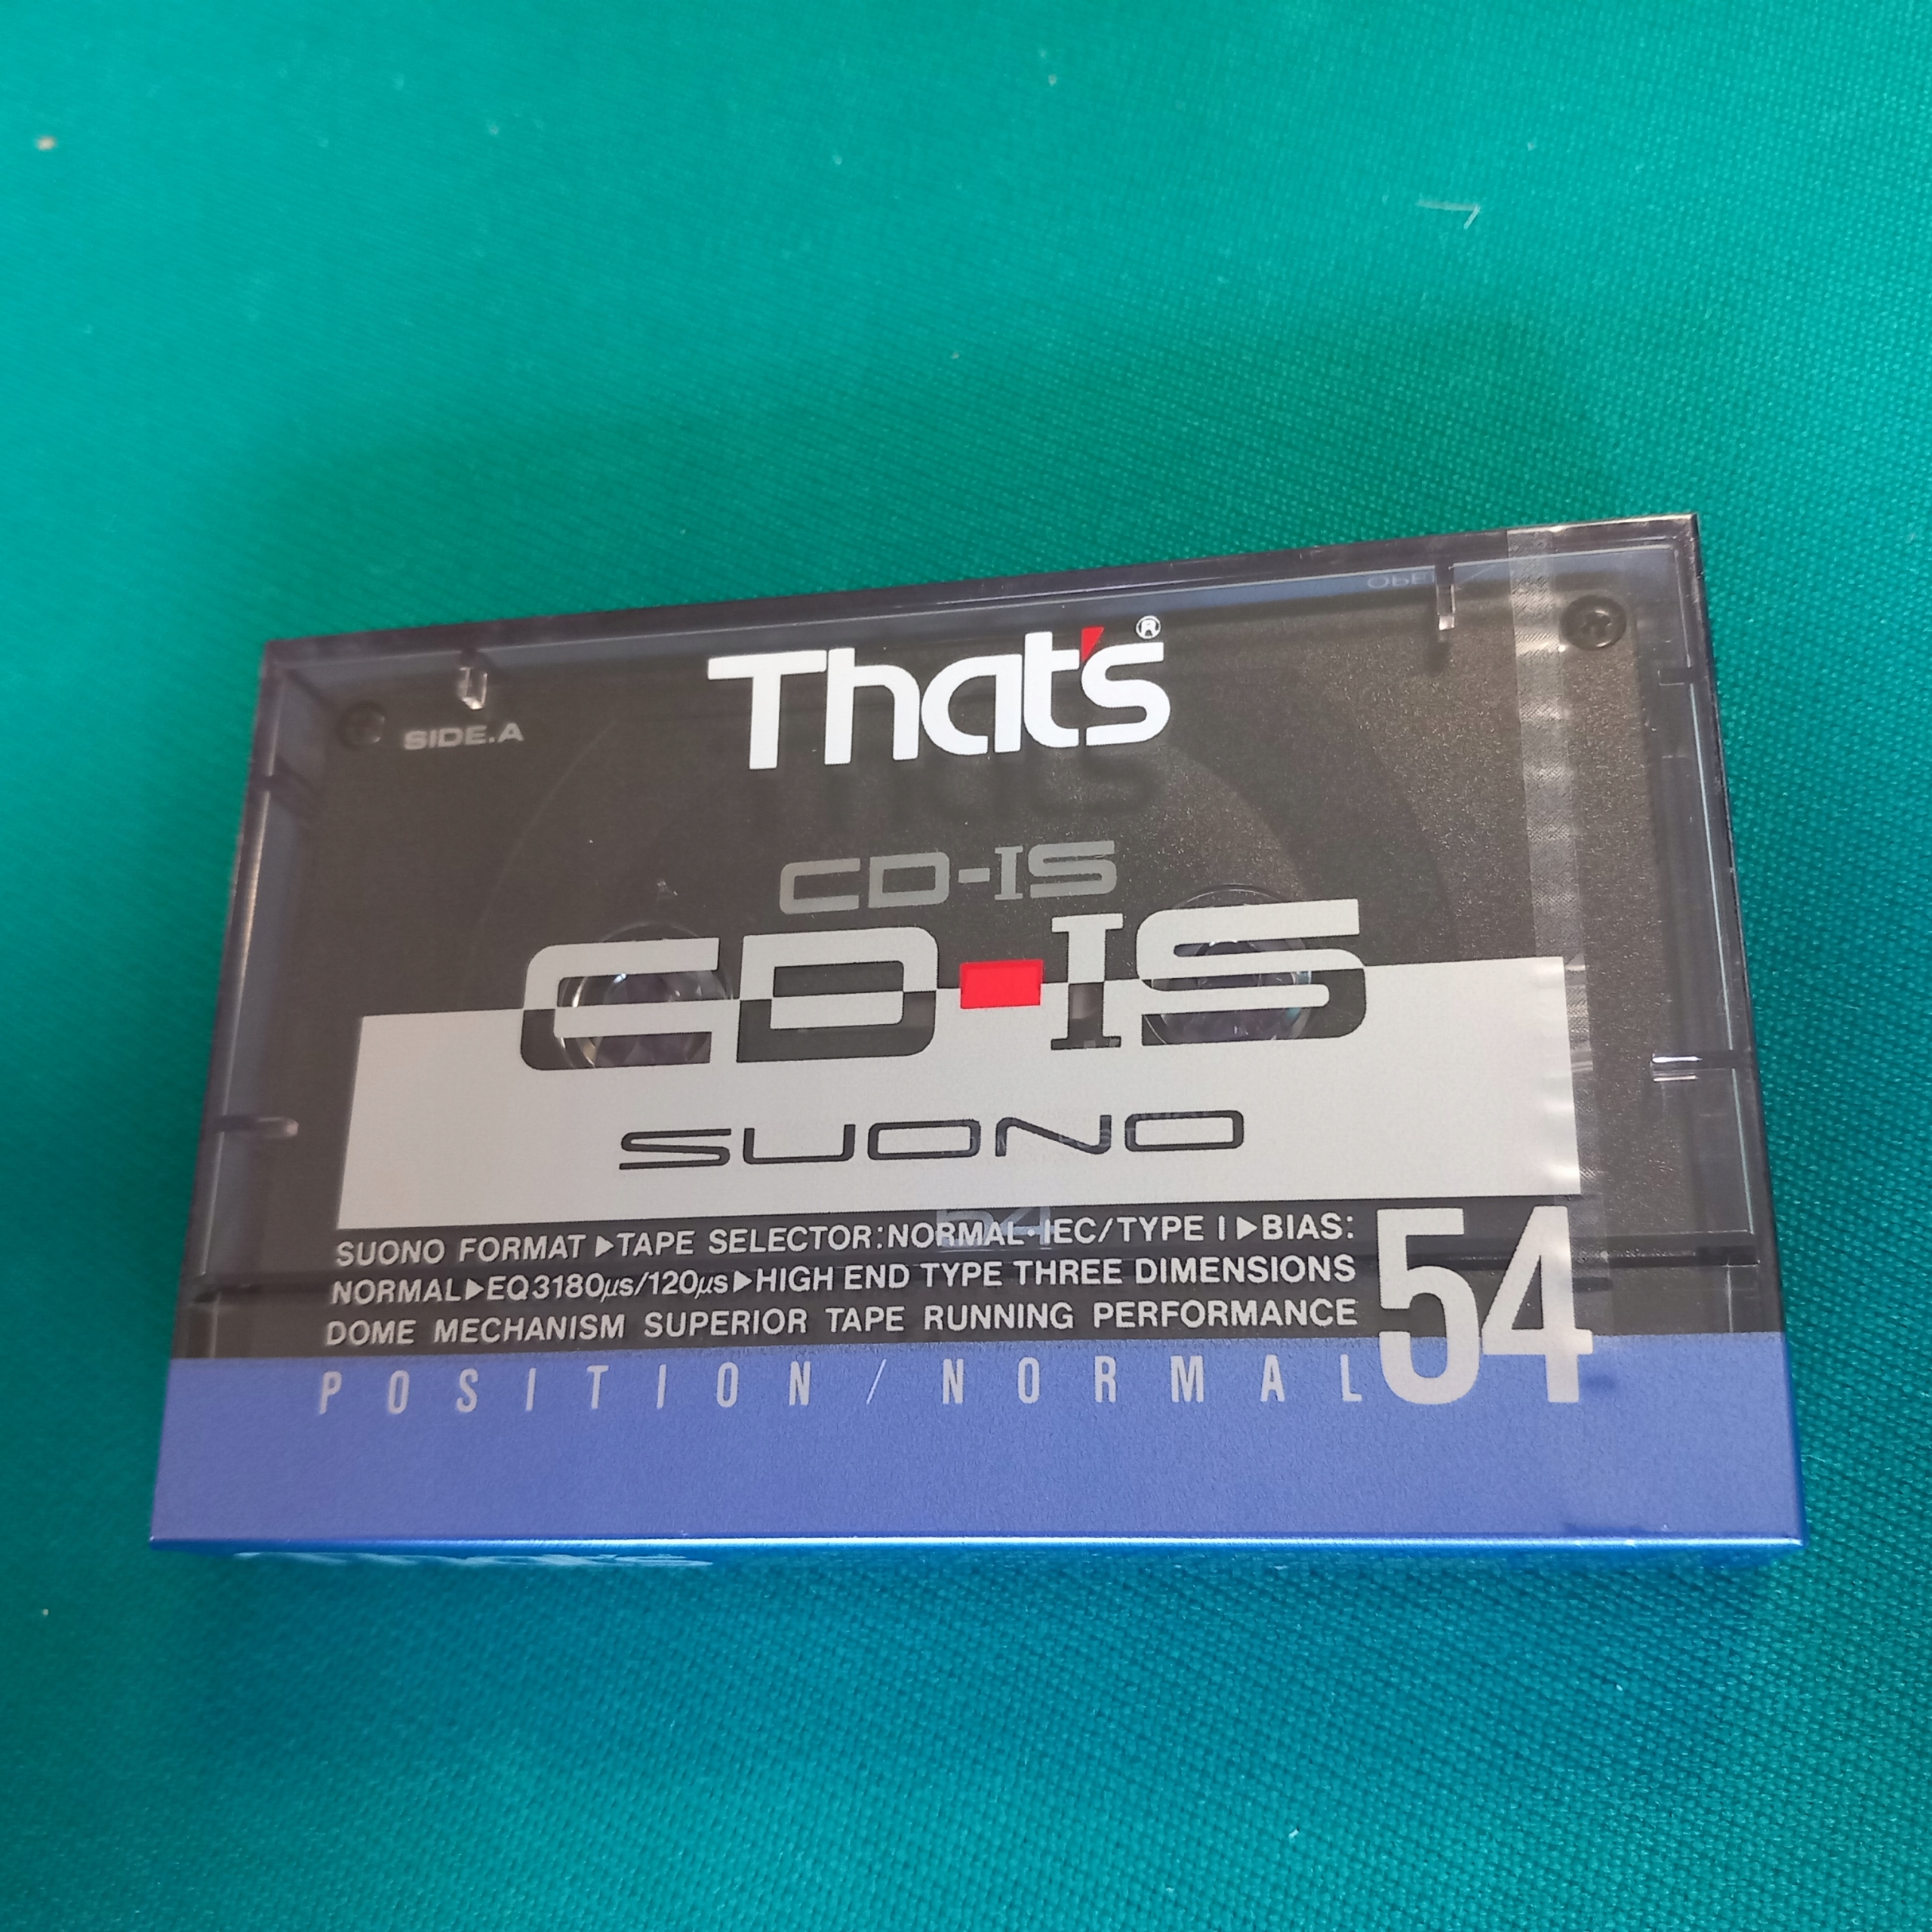 That's®
SIDE.A
CD-IS
CD-IS
SUONO
SUONO FORMAT ▶TAPE SELECTOR:NORMAL·IEC/TYPE I▶BIAS:
NORMAL▶EQ3180µs/120µs▶HIGH END TYPE THREE DIMENSIONS
DOME MECHANISM SUPERIOR TAPE RUNNING PERFORMANCE
54
POSITION/NORMAL